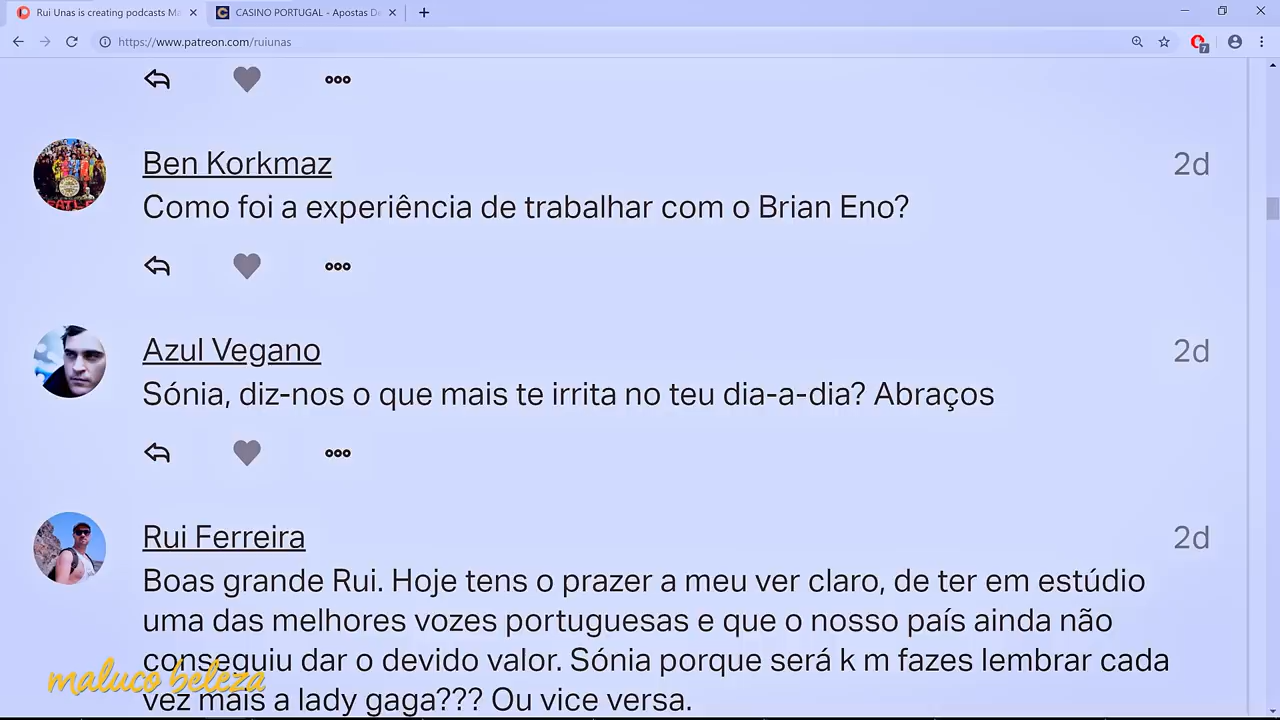 Rui Unas is creating podcasts M
CASINO PORTUGAL - Apostas De
https://www.patreon.com/ruiunas
7
Ben Korkmaz
2d
Como foi a experiência de trabalhar com o Brian Eno?
Azul Vegano
2d
Sónia, diz-nos o que mais te irrita no teu dia-a-dia? Abraços
Rui Ferreira
2d
Boas grande Rui. Hoje tens o prazer a meu ver claro, de ter em estúdio
uma das melhores vozes portuguesas e que o nosso país ainda não
conseguiu dar o devido valor. Sónia porque será k m fazes lembrar cada
vez mais a lady gaga??? Ou vice versa.
maluco beleza